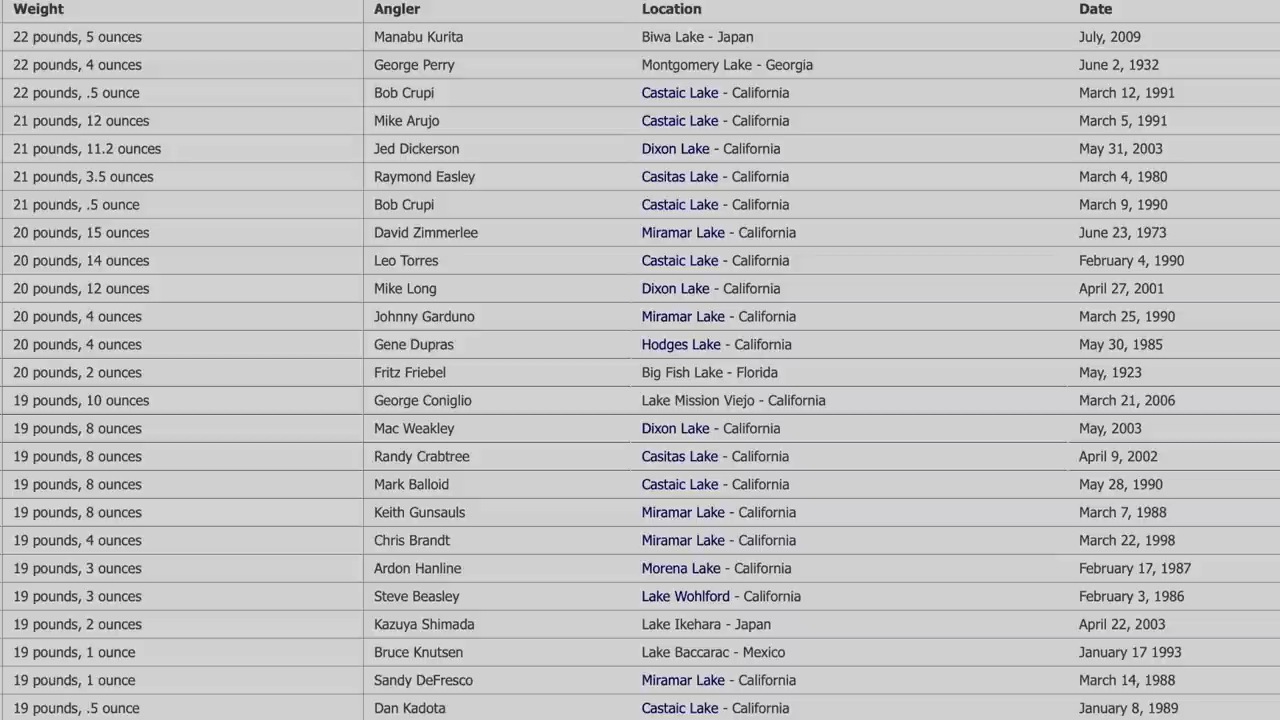 Weight Angler Location Date
22 pounds, 5 ounces Manabu Kurita Biwa Lake - Japan July, 2009
22 pounds, 4 ounces George Perry Montgomery Lake - Georgia June 2, 1932
22 pounds, .5 ounce Bob Crupi Castaic Lake - California March 12, 1991
21 pounds, 12 ounces Mike Arujo Castaic Lake - California March 5, 1991
21 pounds, 11.2 ounces Jed Dickerson Dixon Lake - California May 31, 2003
21 pounds, 3.5 ounces Raymond Easley Casitas Lake - California March 4, 1980
21 pounds, .5 ounce Bob Crupi Castaic Lake - California March 9, 1990
20 pounds, 15 ounces David Zimmerlee Miramar Lake - California June 23, 1973
20 pounds, 14 ounces Leo Torres Castaic Lake - California February 4, 1990
20 pounds, 12 ounces Mike Long Dixon Lake - California April 27, 2001
20 pounds, 4 ounces Johnny Garduno Miramar Lake - California March 25, 1990
20 pounds, 4 ounces Gene Dupras Hodges Lake - California May 30, 1985
20 pounds, 2 ounces Fritz Friebel Big Fish Lake - Florida May, 1923
19 pounds, 10 ounces George Coniglio Lake Mission Viejo - California March 21, 2006
19 pounds, 8 ounces Mac Weakley Dixon Lake - California May, 2003
19 pounds, 8 ounces Randy Crabtree Casitas Lake - California April 9, 2002
19 pounds, 8 ounces Mark Balloid Castaic Lake - California May 28, 1990
19 pounds, 8 ounces Keith Gunsauls Miramar Lake - California March 7, 1988
19 pounds, 4 ounces Chris Brandt Miramar Lake - California March 22, 1998
19 pounds, 3 ounces Ardon Hanline Morena Lake - California February 17, 1987
19 pounds, 3 ounces Steve Beasley Lake Wohlford - California February 3, 1986
19 pounds, 2 ounces Kazuya Shimada Lake Ikehara - Japan April 22, 2003
19 pounds, 1 ounce Bruce Knutsen Lake Baccarac - Mexico January 17 1993
19 pounds, 1 ounce Sandy DeFresco Miramar Lake - California March 14, 1988
19 pounds, .5 ounce Dan Kadota Castaic Lake - California January 8, 1989